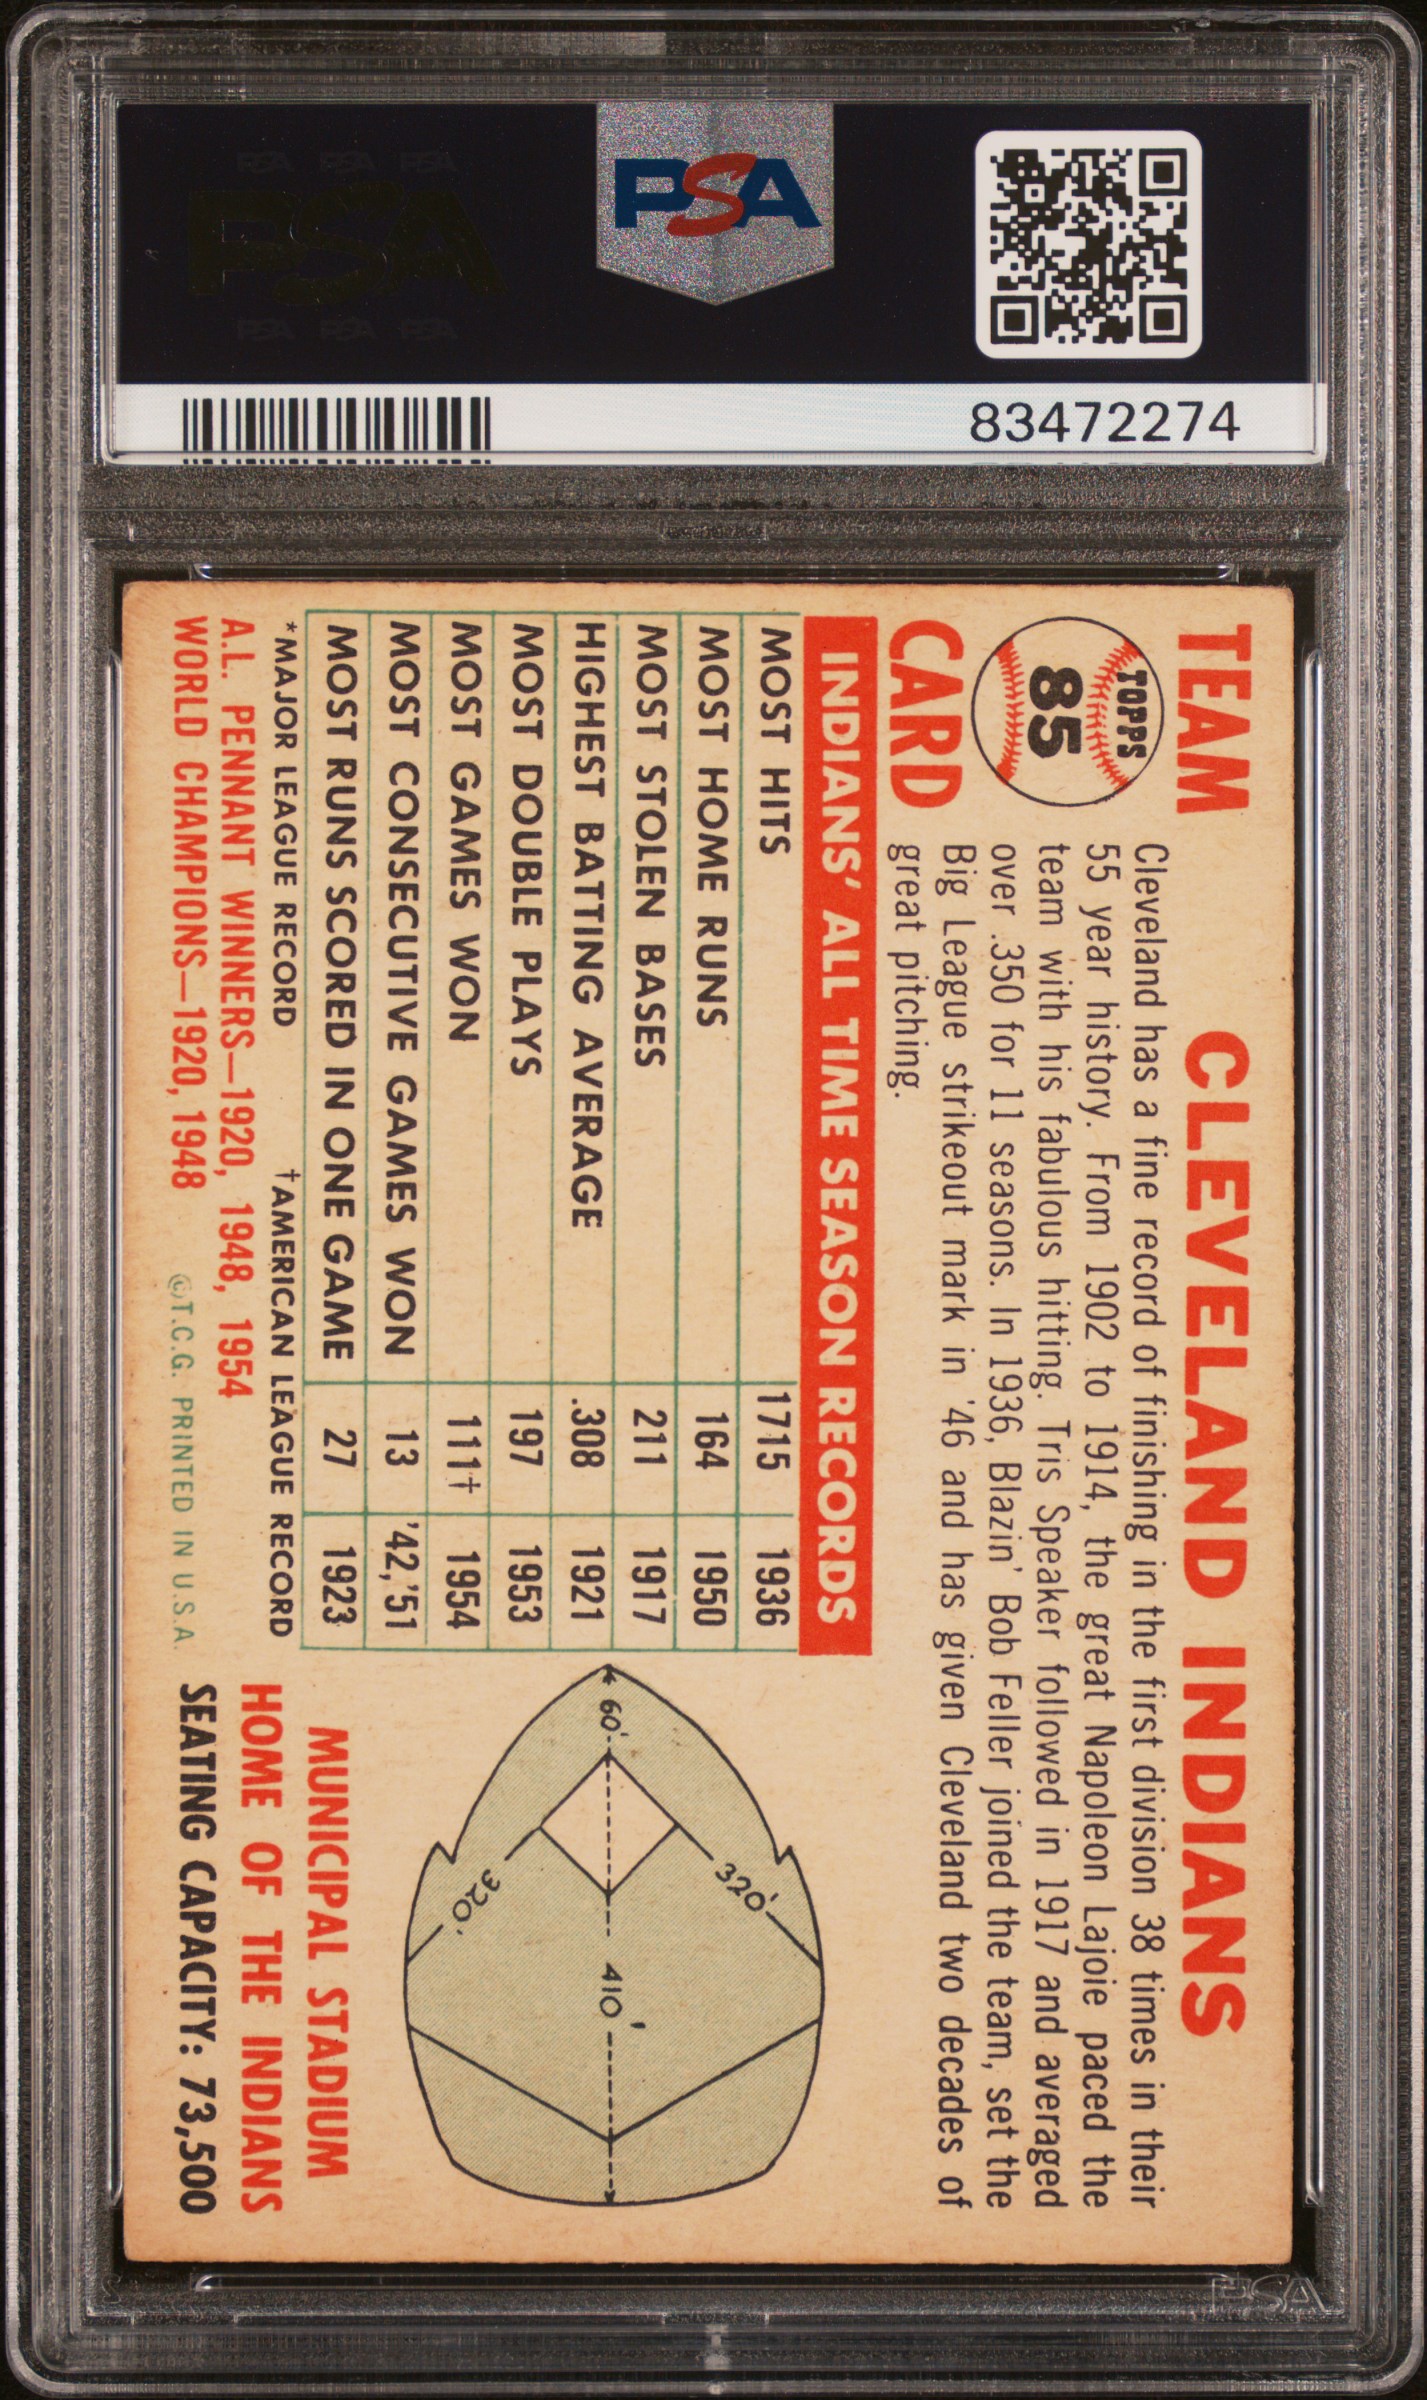 PSA PSA PSA
PSA
PSA PSA PSA
PSA
83472274
TEAM
TOPPS
85
CARD
CLEVELAND INDIANS
Cleveland has a fine record of finishing in the first division 38 times in their
55 year history. From 1902 to 1914, the great Napoleon Lajoie paced the
team with his fabulous hitting. Tris Speaker followed in 1917 and averaged
over .350 for 11 seasons. In 1936, Blazin' Bob Feller joined the team, set the
Big League strikeout mark in '46 and has given Cleveland two decades of
great pitching.
INDIANS' ALL TIME SEASON RECORDS
MOST HITS 1715 1936
MOST HOME RUNS 164 1950
MOST STOLEN BASES 211 1917
HIGHEST BATTING AVERAGE .308 1921
MOST DOUBLE PLAYS 197 1953
MOST GAMES WON 111† 1954
MOST CONSECUTIVE GAMES WON 13 '42,'51
MOST RUNS SCORED IN ONE GAME 27 1923
*MAJOR LEAGUE RECORD †AMERICAN LEAGUE RECORD
A.L. PENNANT WINNERS—1920, 1948, 1954
WORLD CHAMPIONS—1920, 1948
©T.C.G. PRINTED IN U.S.A.
60'
320'
410'
320'
MUNICIPAL STADIUM
HOME OF THE INDIANS
SEATING CAPACITY: 73,500
PSA